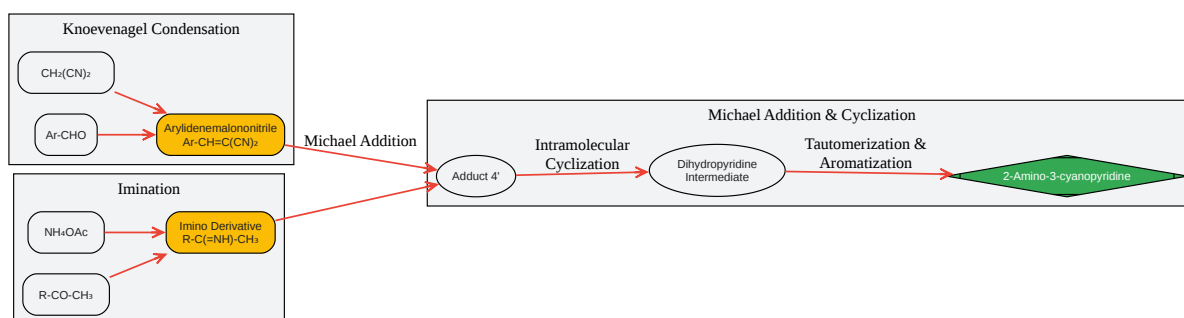 Knoevenagel Condensation
CH₂(CN)₂
Ar-CHO
Arylidenemalononitrile
Ar-CH=C(CN)₂
Michael Addition
Imination
NH₄OAc
R-CO-CH₃
Imino Derivative
R-C(=NH)-CH₃
Michael Addition & Cyclization
Adduct 4'
Intramolecular
Cyclization
Dihydropyridine
Intermediate
Tautomerization &
Aromatization
2-Amino-3-cyanopyridine